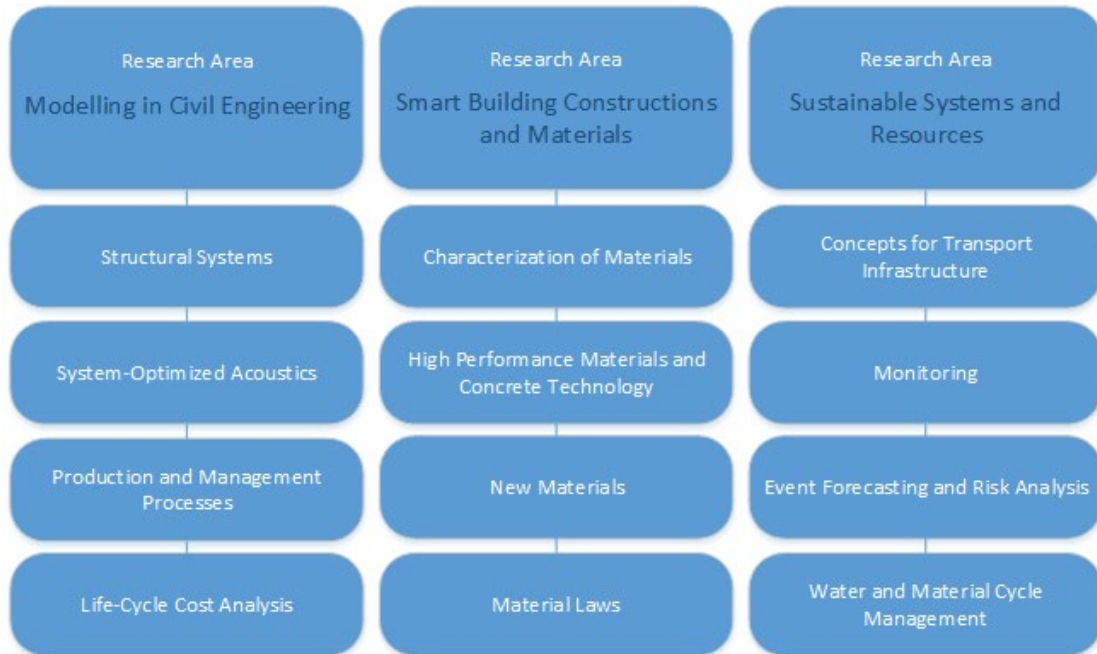 Research Area
Modelling in Civil Engineering
Structural Systems
System-Optimized Acoustics
Production and Management
Processes
Life-Cycle Cost Analysis
Research Area
Smart Building Constructions
and Materials
Characterization of Materials
High Performance Materials and
Concrete Technology
New Materials
Material Laws
Research Area
Sustainable Systems and
Resources
Concepts for Transport
Infrastructure
Monitoring
Event Forecasting and Risk Analysis
Water and Material Cycle
Management